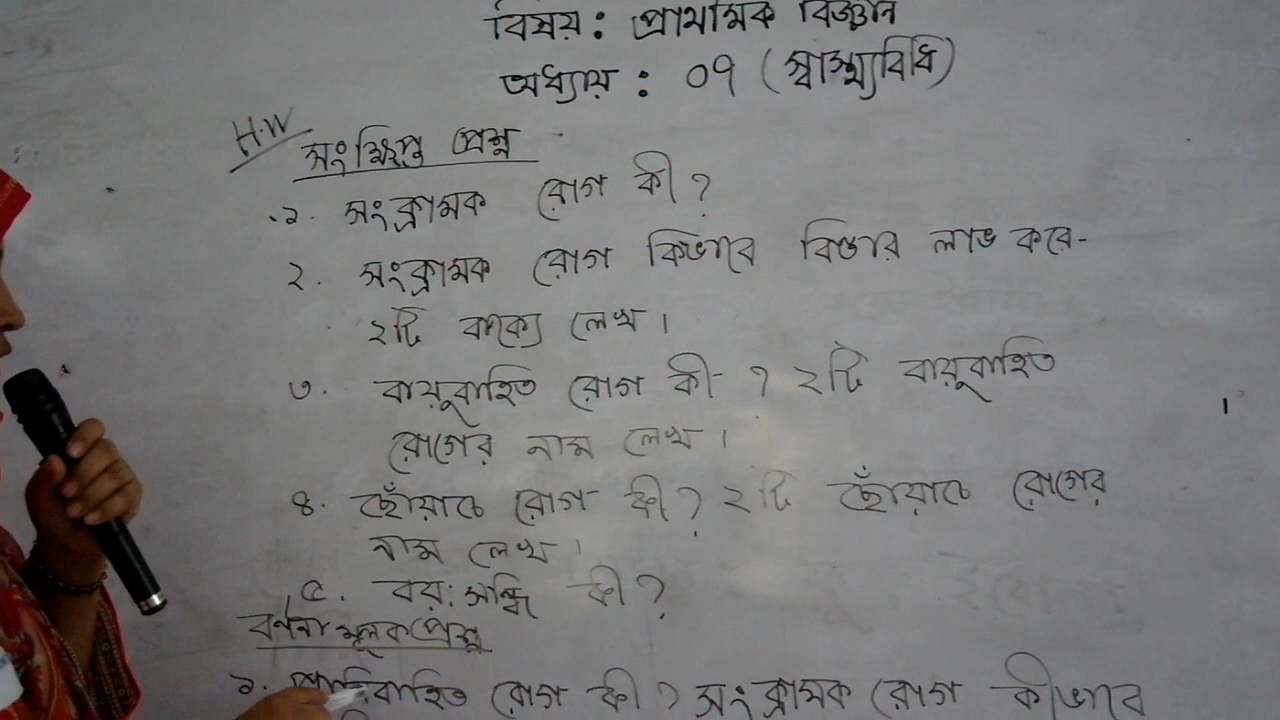 বিষয় : প্রাথমিক বিজ্ঞান
অধ্যায় : ০৭ (স্বাস্থ্যবিধি)
H.W
সংক্ষিপ্ত প্রশ্ন
১. সংক্রামক রোগ কী ?
২. সংক্রামক রোগ কিভাবে বিস্তার লাভ করে-
২টি বাক্যে লেখ ।
৩. বায়ুবাহিত রোগ কী ? ২টি বায়ুবাহিত
রোগের নাম লেখ ।
৪. ছোঁয়াচে রোগ কী ? ২টি ছোঁয়াচে রোগের
নাম লেখ ।
৫. বয়:সন্ধি কী ?
বর্ণনা মূলক প্রশ্ন
১. পানিবাহিত রোগ কী ? সংক্রামক রোগ কীভাবে